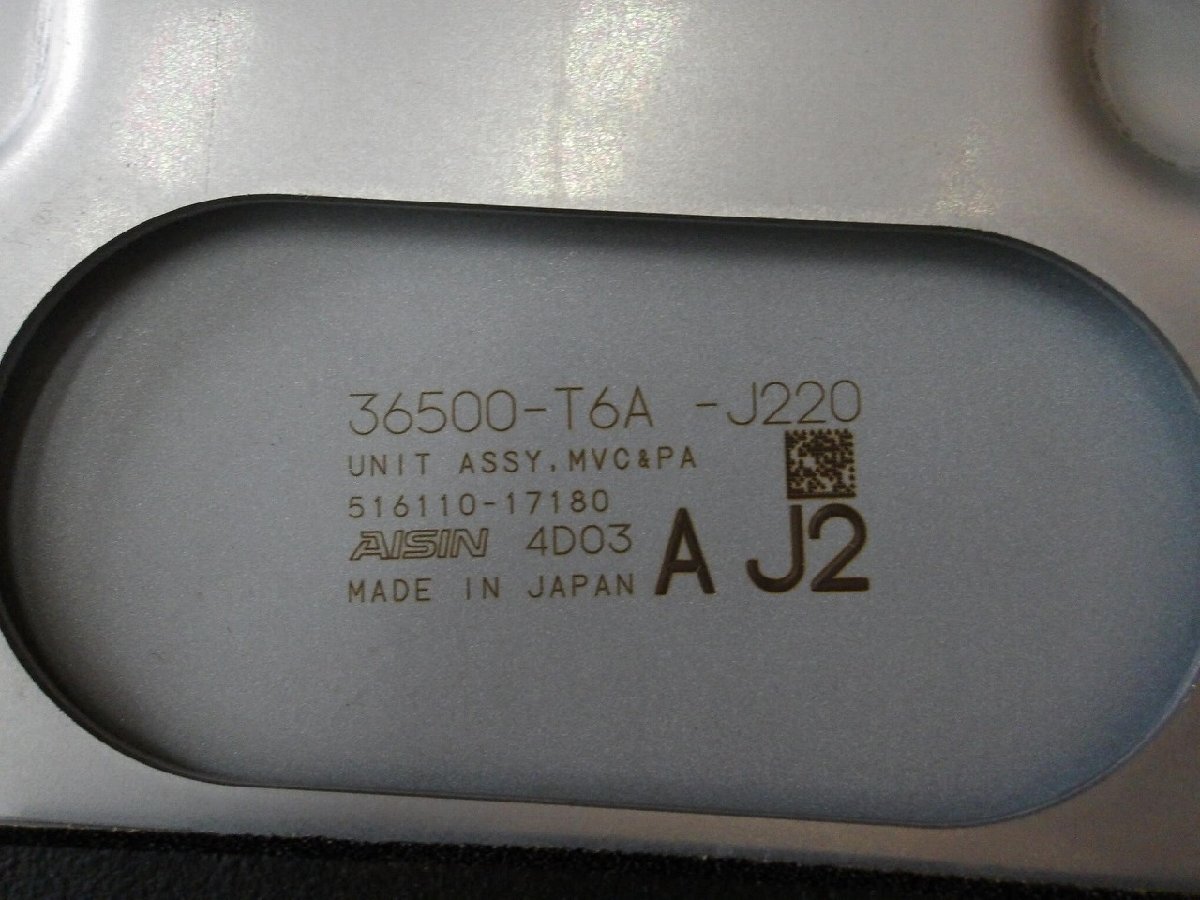 36500-T6A -J220
UNIT ASSY.MVC&PA
516110-17180
AISIN 4D03
MADE IN JAPAN A J2